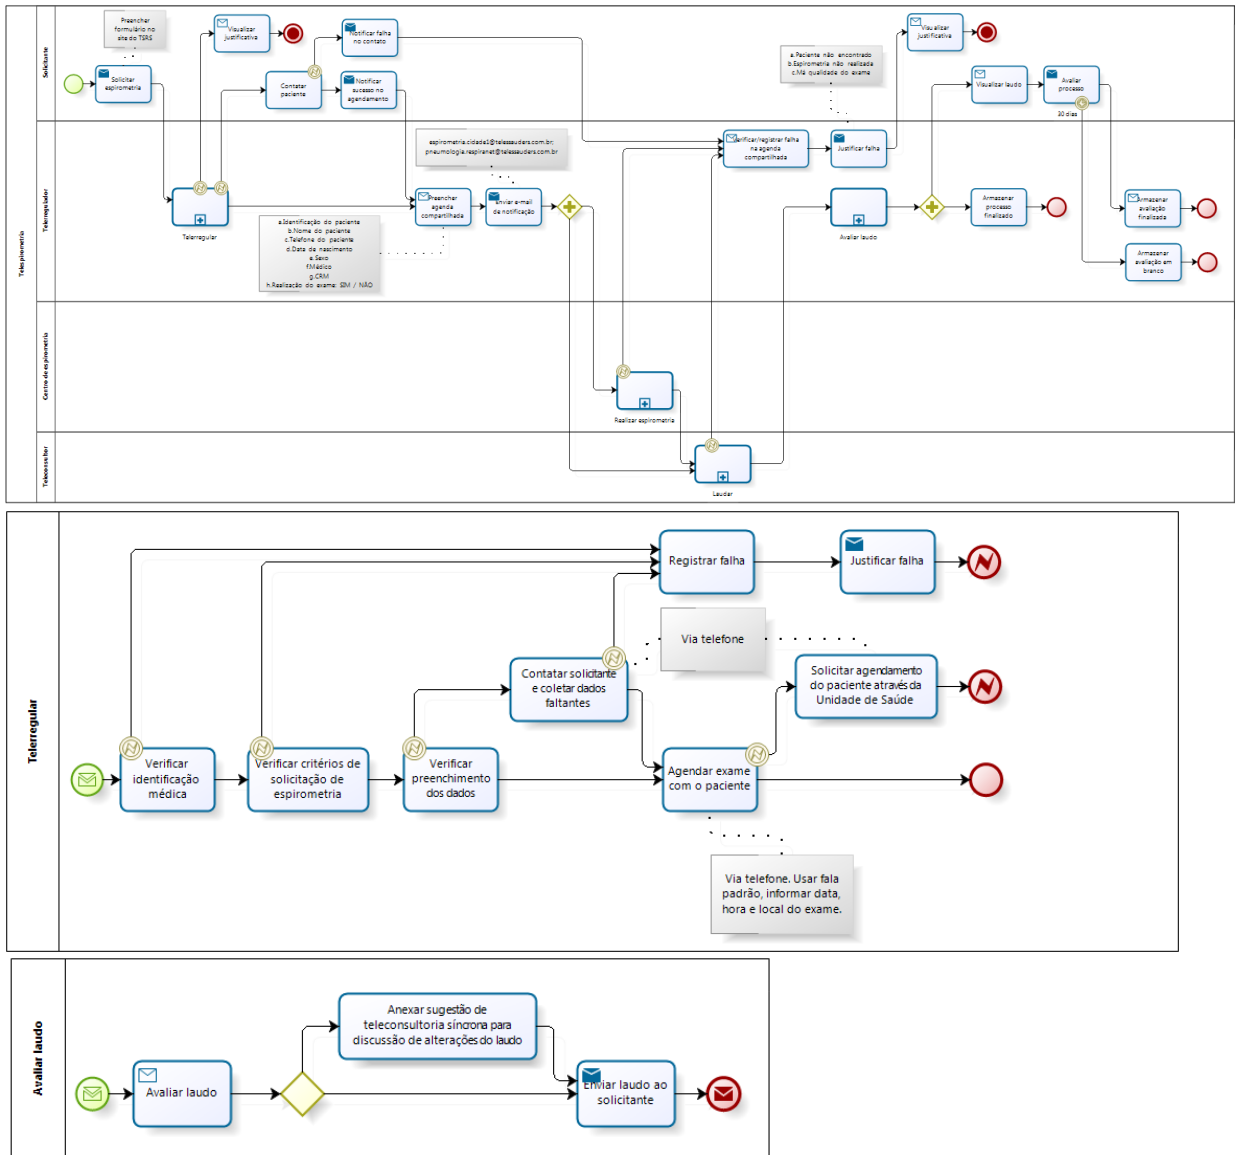 Telespirometria
Solicitante
Preencher
formulário no
site do TSRS
Solicitar
espirometria
Visualizar
justificativa
Contatar
paciente
Notificar falha
no contato
Notificar
sucesso no
agendamento
a.Paciente não encontrado
b.Espirometria não realizada
c.Má qualidade do exame
Visualizar
justificativa
Visualizar laudo
Avaliar
processo
30 dias
Telerregulador
Telerregular
espirometria.cidade1@telessauders.com.br;
pneumologia.respiranet@telessauders.com.br
a.Identificação do paciente
b.Nome do paciente
c.Telefone do paciente
d.Data de nascimento
e.Sexo
f.Médico
g.CRM
h.Realização do exame: SIM / NÃO
Preencher
agenda
compartilhada
Enviar e-mail
de notificação
Verificar/registrar falha
na agenda
compartilhada
Justificar falha
Avaliar laudo
Armazenar
processo
finalizado
Armazenar
avaliação
finalizada
Armazenar
avaliação em
branco
Centro de espirometria
Realizar espirometria
Teleconsultor
Laudar
Telerregular
Registrar falha
Justificar falha
Via telefone
Contatar solicitante
e coletar dados
faltantes
Solicitar agendamento
do paciente através da
Unidade de Saúde
Verificar
identificação
médica
Verificar critérios de
solicitação de
espirometria
Verificar
preenchimento
dos dados
Agendar exame
com o paciente
Via telefone. Usar fala
padrão, informar data,
hora e local do exame.
Avaliar laudo
Anexar sugestão de
teleconsultoria síncrona para
discussão de alterações do laudo
Avaliar laudo
Enviar laudo ao
solicitante